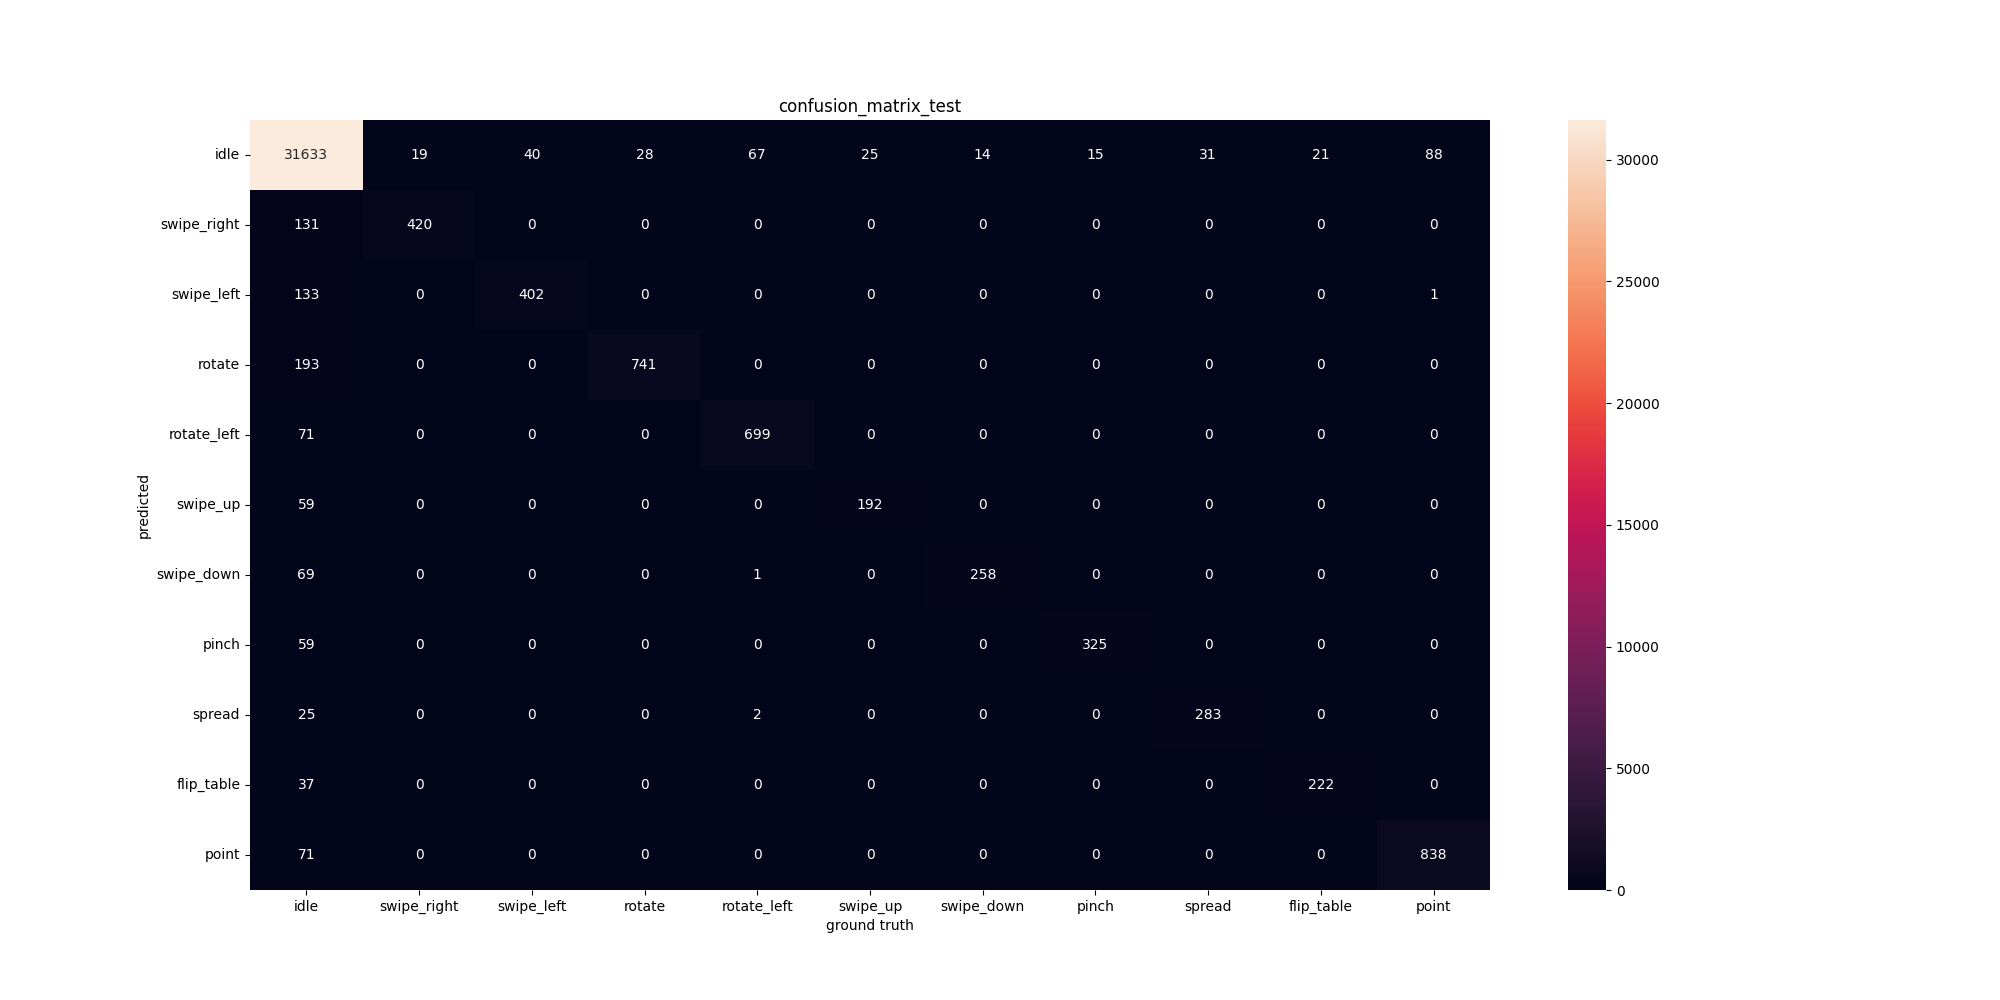 confusion_matrix_test
idle 31633 19 40 28 67 25 14 15 31 21 88
swipe_right 131 420 0 0 0 0 0 0 0 0 0
swipe_left 133 0 402 0 0 0 0 0 0 0 1
rotate 193 0 0 741 0 0 0 0 0 0 0
rotate_left 71 0 0 0 699 0 0 0 0 0 0
swipe_up 59 0 0 0 0 192 0 0 0 0 0
swipe_down 69 0 0 0 1 0 258 0 0 0 0
pinch 59 0 0 0 0 0 0 325 0 0 0
spread 25 0 0 0 2 0 0 0 283 0 0
flip_table 37 0 0 0 0 0 0 0 0 222 0
point 71 0 0 0 0 0 0 0 0 0 838
idle swipe_right swipe_left rotate rotate_left swipe_up swipe_down pinch spread flip_table point
ground truth
predicted
30000
25000
20000
15000
10000
5000
0